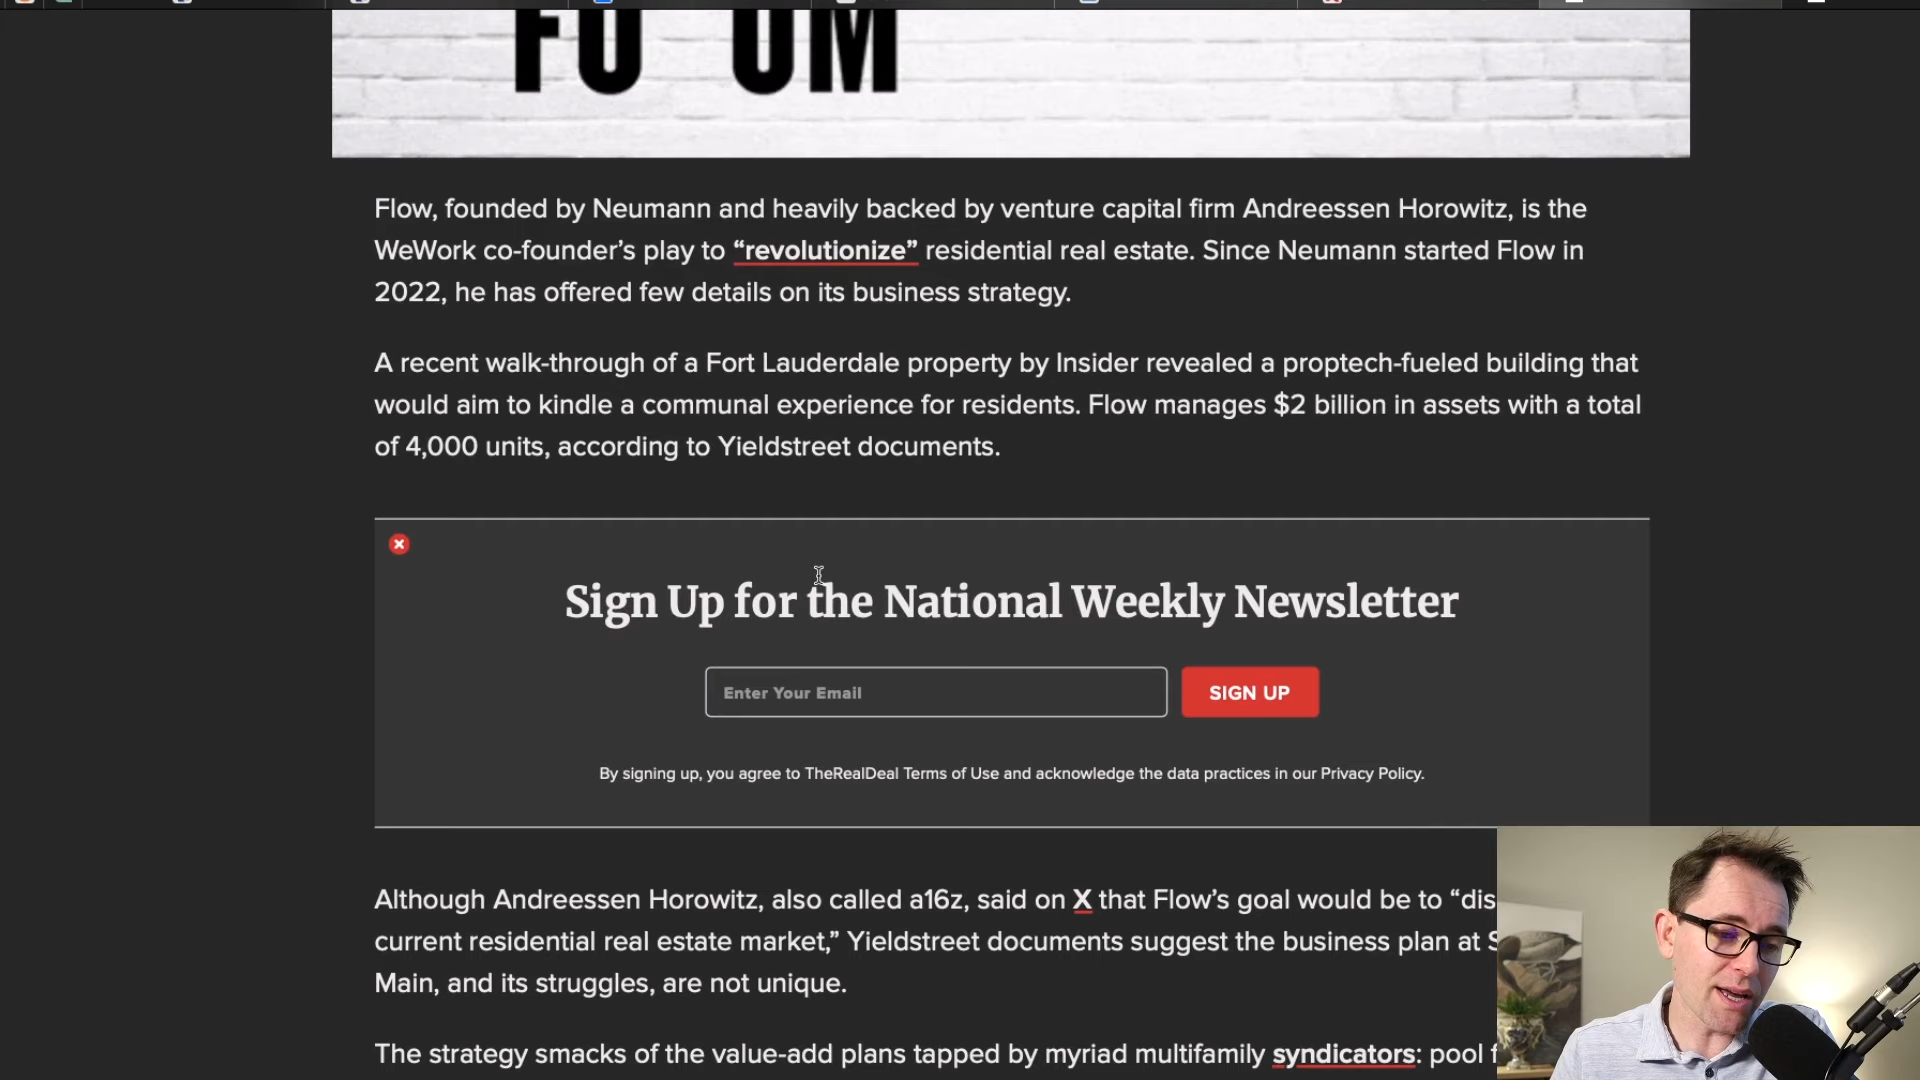 FO UM
Flow, founded by Neumann and heavily backed by venture capital firm Andreessen Horowitz, is the
WeWork co-founder’s play to “revolutionize” residential real estate. Since Neumann started Flow in
2022, he has offered few details on its business strategy.
A recent walk-through of a Fort Lauderdale property by Insider revealed a proptech-fueled building that
would aim to kindle a communal experience for residents. Flow manages $2 billion in assets with a total
of 4,000 units, according to Yieldstreet documents.
Sign Up for the National Weekly Newsletter
Enter Your Email
SIGN UP
By signing up, you agree to TheRealDeal Terms of Use and acknowledge the data practices in our Privacy Policy.
Although Andreessen Horowitz, also called a16z, said on X that Flow’s goal would be to “dis
current residential real estate market,” Yieldstreet documents suggest the business plan at S
Main, and its struggles, are not unique.
The strategy smacks of the value-add plans tapped by myriad multifamily syndicators: pool f